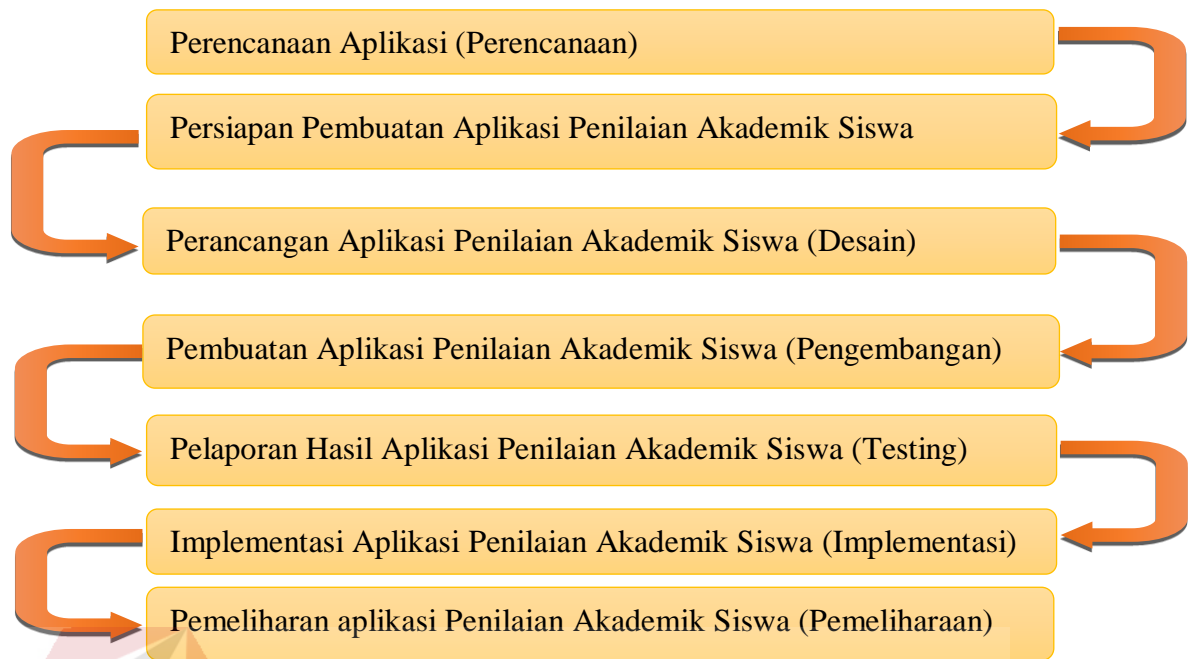 Perencanaan Aplikasi (Perencanaan)
Persiapan Pembuatan Aplikasi Penilaian Akademik Siswa
Perancangan Aplikasi Penilaian Akademik Siswa (Desain)
Pembuatan Aplikasi Penilaian Akademik Siswa (Pengembangan)
Pelaporan Hasil Aplikasi Penilaian Akademik Siswa (Testing)
Implementasi Aplikasi Penilaian Akademik Siswa (Implementasi)
Pemeliharan aplikasi Penilaian Akademik Siswa (Pemeliharaan)